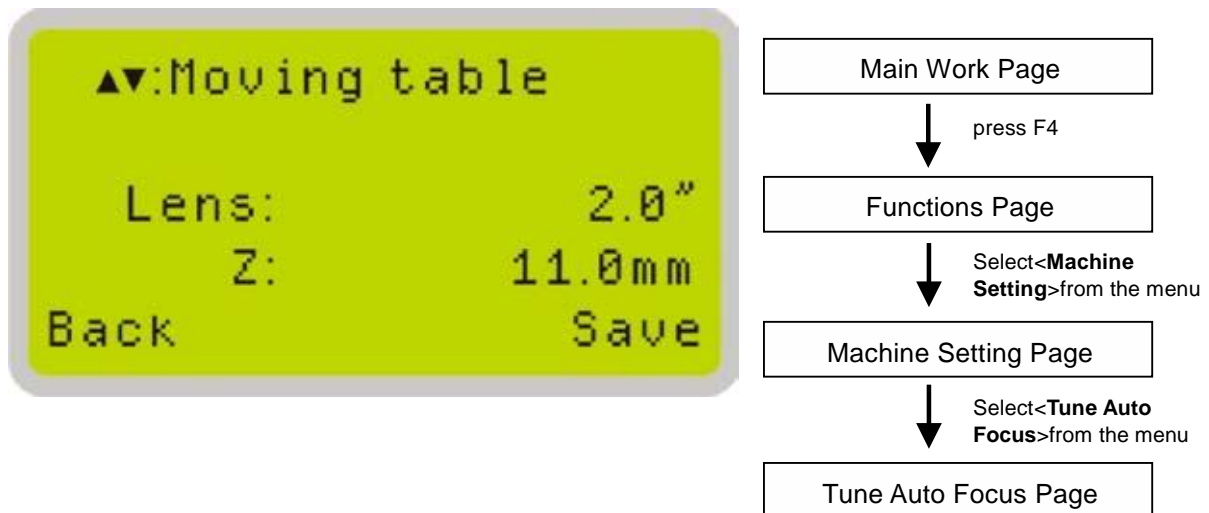 ▲▼:Moving table
Lens: 2.0"
Z: 11.0mm
Back Save
Main Work Page
press F4
Functions Page
Select<Machine
Setting>from the menu
Machine Setting Page
Select<Tune Auto
Focus>from the menu
Tune Auto Focus Page